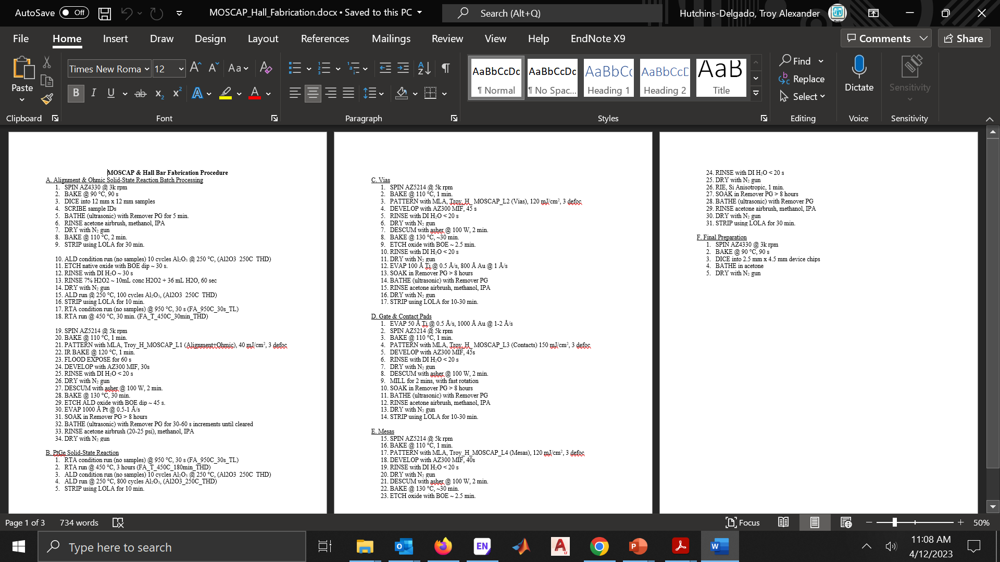 AutoSave Off MOSCAP_Hall_Fabrication.docx • Saved to this PC Search (Alt+Q) Hutchins-Delgado, Troy Alexander
File Home Insert Draw Design Layout References Mailings Review View Help EndNote X9 Comments Share
Times New Roma 12 Aa
Paste
AaBbCcDc AaBbCcDc AaBbCc AaBbCcE AaB
¶ Normal ¶ No Spac... Heading 1 Heading 2 Title
Find
Replace
Select
Dictate
Sensitivity
Clipboard Font Paragraph Styles Editing Voice Sensitivity
MOSCAP & Hall Bar Fabrication Procedure
A. Alignment & Ohmic Solid-State Reaction Batch Processing
1. SPIN AZ4330 @ 3k rpm
2. BAKE @ 90 °C, 90 s
3. DICE into 12 mm x 12 mm samples
4. SCRIBE sample IDs
5. BATHE (ultrasonic) with Remover PG for 5 min.
6. RINSE acetone airbrush, methanol, IPA
7. DRY with N₂ gun
8. BAKE @ 110 °C, 2 min.
9. STRIP using LOLA for 30 min.
10. ALD condition run (no samples) 10 cycles Al₂O₃ @ 250 °C, (Al2O3_250C_THD)
11. ETCH native oxide with BOE dip ~ 30 s.
12. RINSE with DI H₂O ~ 30 s
13. RINSE 7% H2O2 ~ 10mL conc H2O2 + 36 mL H2O, 60 sec
14. DRY with N₂ gun
15. ALD run @ 250 °C, 100 cycles Al₂O₃, (Al2O3_250C_THD)
16. STRIP using LOLA for 10 min.
17. RTA condition run (no samples) @ 950 °C, 30 s (FA_950C_30s_TL)
18. RTA run @ 450 °C, 30 min. (FA_T_450C_30min_THD)
19. SPIN AZ5214 @ 5k rpm
20. BAKE @ 110 °C, 1 min.
21. PATTERN with MLA, Troy_H_MOSCAP_L1 (Alignment+Ohmic), 40 mJ/cm², 3 defoc
22. IR BAKE @ 120 °C, 1 min.
23. FLOOD EXPOSE for 60 s
24. DEVELOP with AZ300 MIF, 30s
25. RINSE with DI H₂O < 20 s
26. DRY with N₂ gun
27. DESCUM with asher @ 100 W, 2 min.
28. BAKE @ 130 °C, 30 min.
29. ETCH ALD oxide with BOE dip ~ 45 s.
30. EVAP 1000 Å Pt @ 0.5-1 Å/s
31. SOAK in Remover PG > 8 hours
32. BATHE (ultrasonic) with Remover PG for 30-60 s increments until cleared
33. RINSE acetone airbrush (20-25 psi), methanol, IPA
34. DRY with N₂ gun
B. PtGe Solid-State Reaction
1. RTA condition run (no samples) @ 950 °C, 30 s (FA_950C_30s_TL)
2. RTA run @ 450 °C, 3 hours (FA_T_450C_180min_THD)
3. ALD condition run (no samples) 10 cycles Al₂O₃ @ 250 °C, (Al2O3_250C_THD)
4. ALD run @ 250 °C, 800 cycles Al₂O₃, (Al2O3_250C_THD)
5. STRIP using LOLA for 10 min.
C. Vias
1. SPIN AZ5214 @ 5k rpm
2. BAKE @ 110 °C, 1 min.
3. PATTERN with MLA, Troy_H_ MOSCAP_L2 (Vias), 120 mJ/cm², 3 defoc
4. DEVELOP with AZ300 MIF, 45 s
5. RINSE with DI H₂O < 20 s
6. DRY with N₂ gun
7. DESCUM with asher @ 100 W, 2 min.
8. BAKE @ 130 °C, ~30 min.
9. ETCH oxide with BOE ~ 2.5 min.
10. RINSE with DI H₂O < 20 s
11. DRY with N₂ gun
12. EVAP 100 Å Ti @ 0.5 Å/s, 800 Å Au @ 1 Å/s
13. SOAK in Remover PG > 8 hours
14. BATHE (ultrasonic) with Remover PG
15. RINSE acetone airbrush, methanol, IPA
16. DRY with N₂ gun
17. STRIP using LOLA for 10-30 min.
D. Gate & Contact Pads
1. EVAP 50 Å Ti @ 0.5 Å/s, 1000 Å Au @ 1-2 Å/s
2. SPIN AZ5214 @ 5k rpm
3. BAKE @ 110 °C, 1 min.
4. PATTERN with MLA, Troy_H_ MOSCAP_L3 (Contacts) 150 mJ/cm², 3 defoc
5. DEVELOP with AZ300 MIF, 45s
6. RINSE with DI H₂O < 20 s
7. DRY with N₂ gun
8. DESCUM with asher @ 100 W, 2 min.
9. MILL for 2 mins, with fast rotation
10. SOAK in Remover PG > 8 hours
11. BATHE (ultrasonic) with Remover PG
12. RINSE acetone airbrush, methanol, IPA
13. DRY with N₂ gun
14. STRIP using LOLA for 10-30 min.
E. Mesas
15. SPIN AZ5214 @ 5k rpm
16. BAKE @ 110 °C, 1 min.
17. PATTERN with MLA, Troy_H_MOSCAP_L4 (Mesas), 120 mJ/cm², 3 defoc
18. DEVELOP with AZ300 MIF, 40s
19. RINSE with DI H₂O < 20 s
20. DRY with N₂ gun
21. DESCUM with asher @ 100 W, 2 min.
22. BAKE @ 130 °C, ~30 min.
23. ETCH oxide with BOE ~ 2.5 min.
24. RINSE with DI H₂O < 20 s
25. DRY with N₂ gun
26. RIE, Si Anisotropic, 1 min.
27. SOAK in Remover PG > 8 hours
28. BATHE (ultrasonic) with Remover PG
29. RINSE acetone airbrush, methanol, IPA
30. DRY with N₂ gun
31. STRIP using LOLA for 30 min.
F. Final Preparation
1. SPIN AZ4330 @ 3k rpm
2. BAKE @ 90 °C, 90 s
3. DICE into 2.5 mm x 4.5 mm device chips
4. BATHE in acetone
5. DRY with N₂ gun
Page 1 of 3 734 words Focus 50%
Type here to search
11:08 AM
4/12/2023